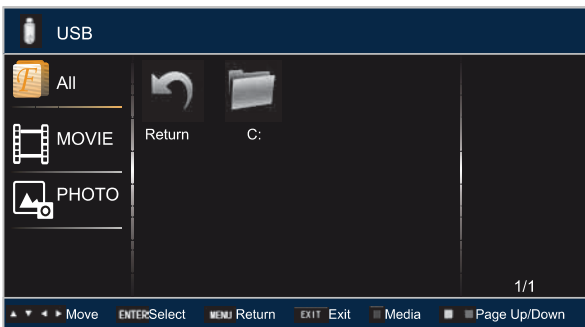 USB
All
MOVIE
PHOTO
Return
C:
1/1
Move ENTER:Select MENU Return EXIT Exit Media Page Up/Down